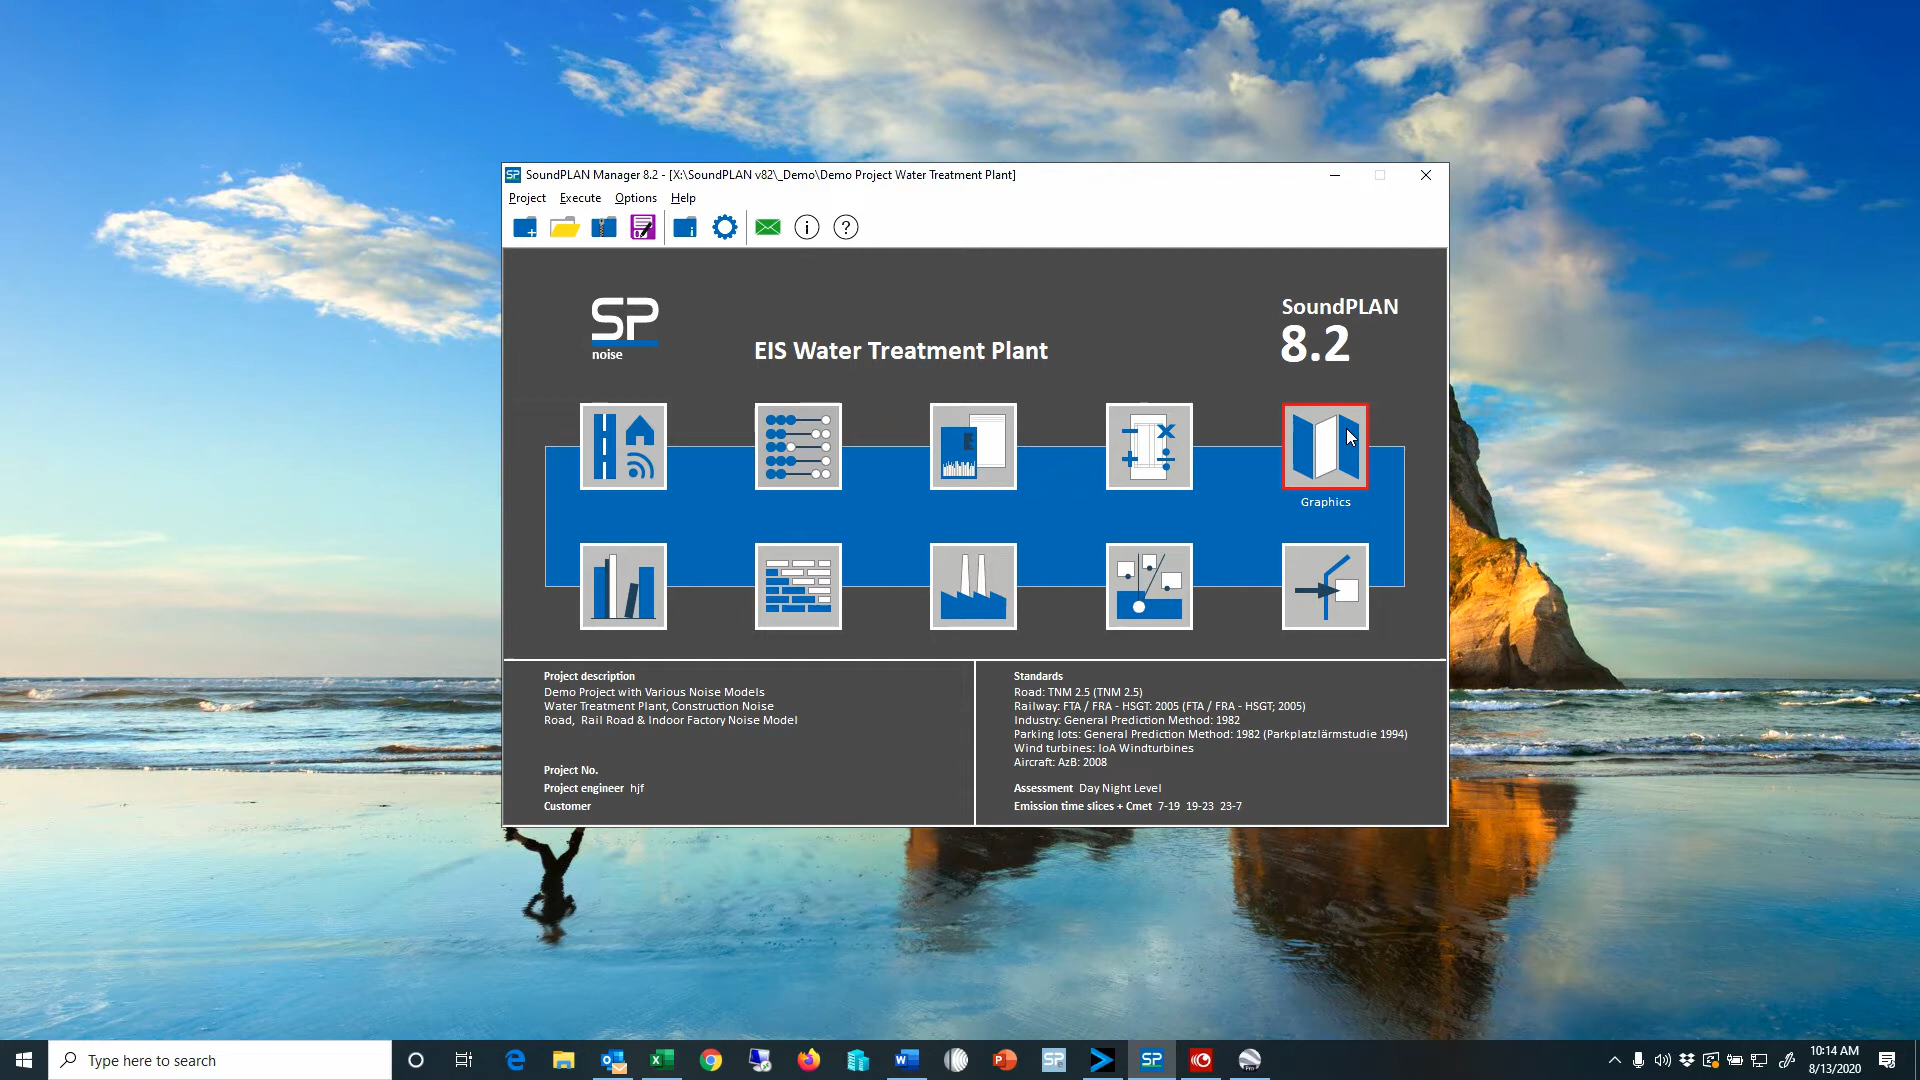 SP SoundPLAN Manager 8.2 - [X:\SoundPLAN v82\_Demo\Demo Project Water Treatment Plant]
Project Execute Options Help
SP
noise
EIS Water Treatment Plant
SoundPLAN
8.2
Graphics
Project description
Demo Project with Various Noise Models
Water Treatment Plant, Construction Noise
Road,  Rail Road & Indoor Factory Noise Model
Project No.
Project engineer hjf
Customer
Standards
Road: TNM 2.5 (TNM 2.5)
Railway: FTA / FRA - HSGT: 2005 (FTA / FRA - HSGT; 2005)
Industry: General Prediction Method: 1982
Parking lots: General Prediction Method: 1982 (Parkplatzlärmstudie 1994)
Wind turbines: IoA Windturbines
Aircraft: AzB: 2008
Assessment Day Night Level
Emission time slices + Cmet 7-19 19-23 23-7
Type here to search
10:14 AM
8/13/2020